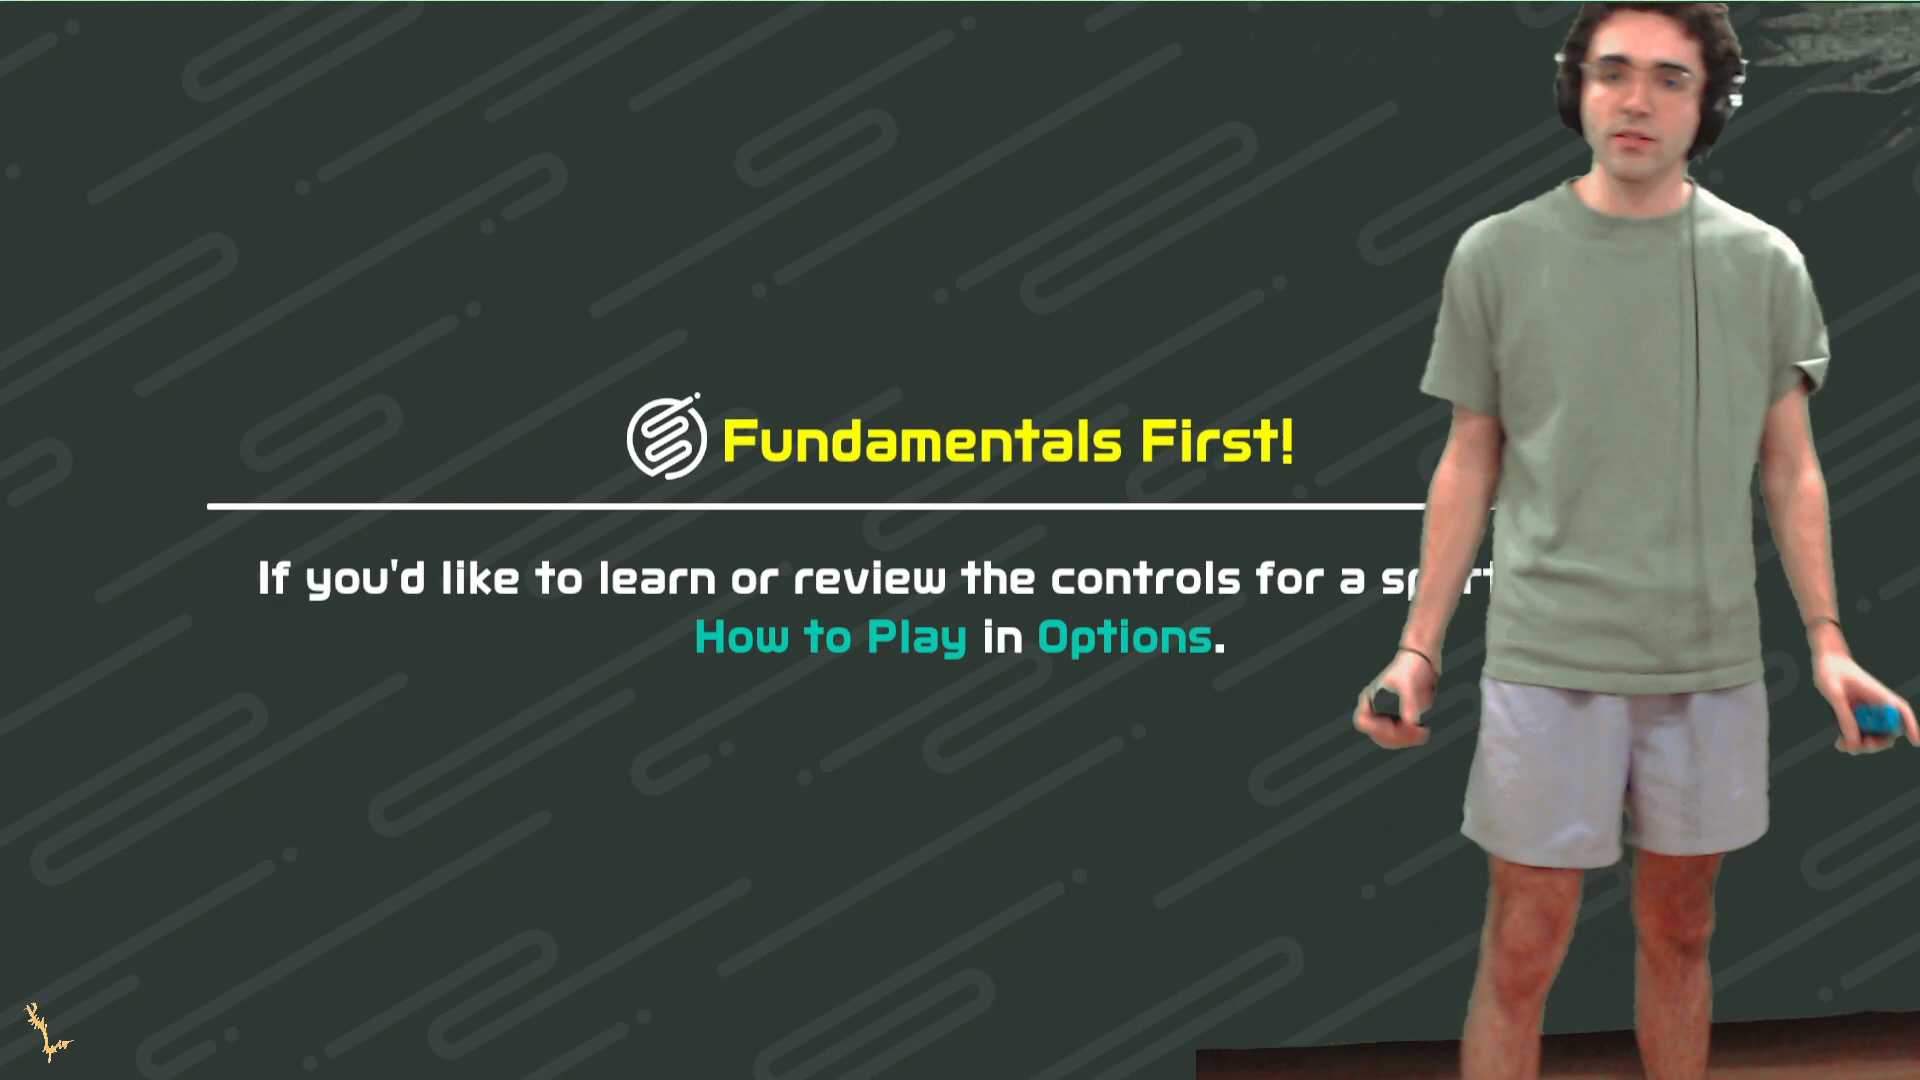 Fundamentals First!
If you'd like to learn or review the controls for a
How to Play in Options.